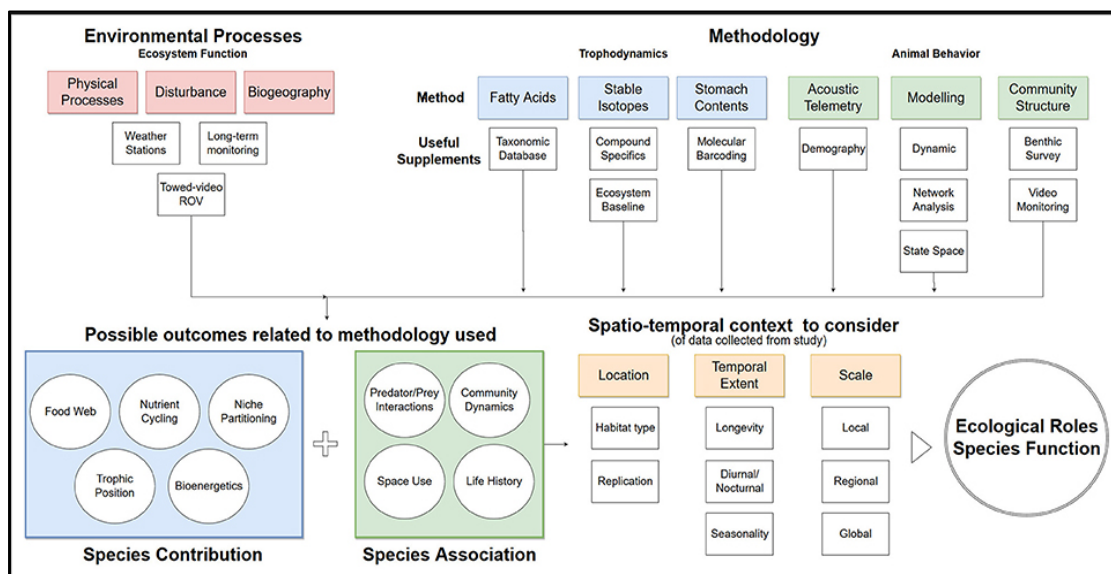 Environmental Processes
Ecosystem Function
Physical
Processes
Disturbance
Biogeography
Weather
Stations
Long-term
monitoring
Towed-video
ROV
Methodology
Trophodynamics
Animal Behavior
Method
Fatty Acids
Stable
Isotopes
Stomach
Contents
Acoustic
Telemetry
Modelling
Community
Structure
Useful
Supplements
Taxonomic
Database
Compound
Specifics
Molecular
Barcoding
Demography
Dynamic
Benthic
Survey
Ecosystem
Baseline
Network
Analysis
Video
Monitoring
State Space
Possible outcomes related to methodology used
Food Web
Nutrient
Cycling
Niche
Partitioning
Trophic
Position
Bioenergetics
Species Contribution
Predator/Prey
Interactions
Community
Dynamics
Space Use
Life History
Species Association
Spatio-temporal context to consider
(of data collected from study)
Location
Temporal
Extent
Scale
Habitat type
Longevity
Local
Replication
Diurnal/
Nocturnal
Regional
Seasonality
Global
Ecological Roles
Species Function